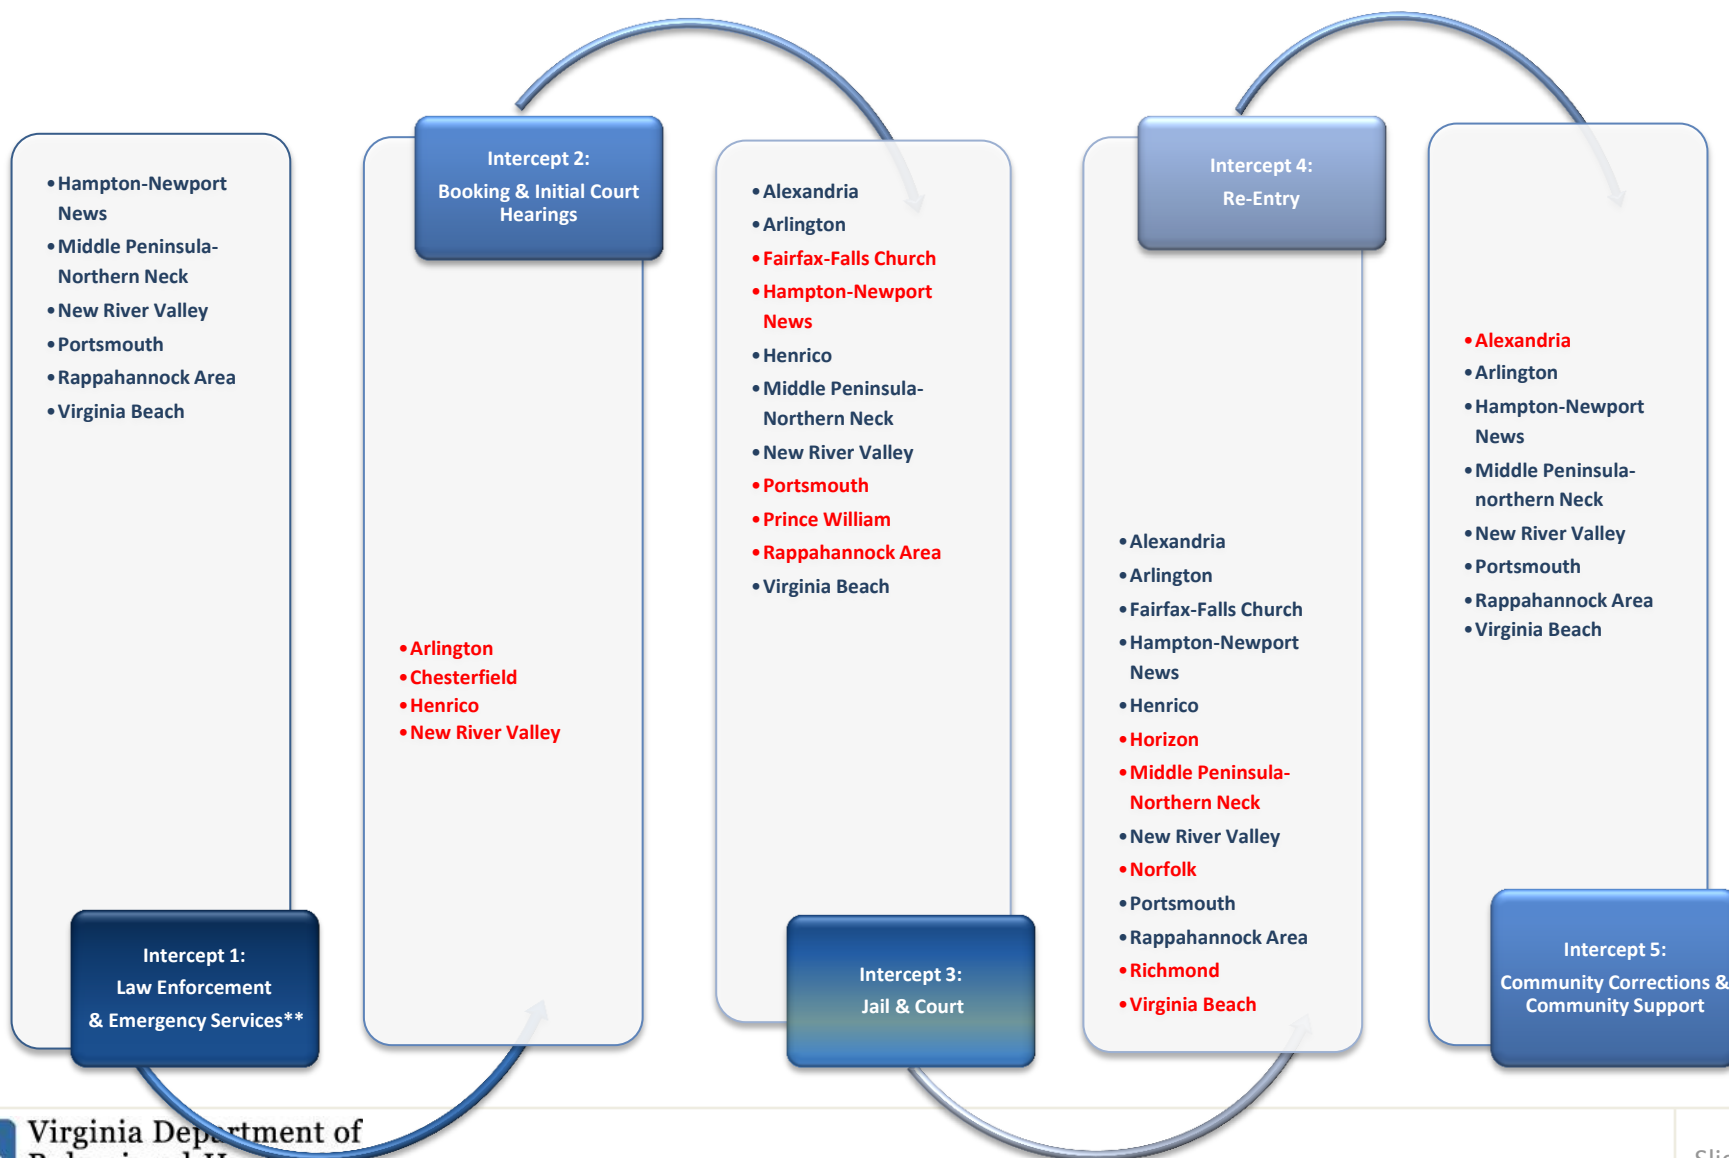 • Hampton-Newport
News
• Middle Peninsula-
Northern Neck
• New River Valley
• Portsmouth
• Rappahannock Area
• Virginia Beach
Intercept 1:
Law Enforcement
& Emergency Services**
Intercept 2:
Booking & Initial Court
Hearings
• Arlington
• Chesterfield
• Henrico
• New River Valley
• Alexandria
• Arlington
• Fairfax-Falls Church
• Hampton-Newport
News
• Henrico
• Middle Peninsula-
Northern Neck
• New River Valley
• Portsmouth
• Prince William
• Rappahannock Area
• Virginia Beach
Intercept 3:
Jail & Court
Intercept 4:
Re-Entry
• Alexandria
• Arlington
• Fairfax-Falls Church
• Hampton-Newport
News
• Henrico
• Horizon
• Middle Peninsula-
Northern Neck
• New River Valley
• Norfolk
• Portsmouth
• Rappahannock Area
• Richmond
• Virginia Beach
• Alexandria
• Arlington
• Hampton-Newport
News
• Middle Peninsula-
northern Neck
• New River Valley
• Portsmouth
• Rappahannock Area
• Virginia Beach
Intercept 5:
Community Corrections &
Community Support
Virginia Department of